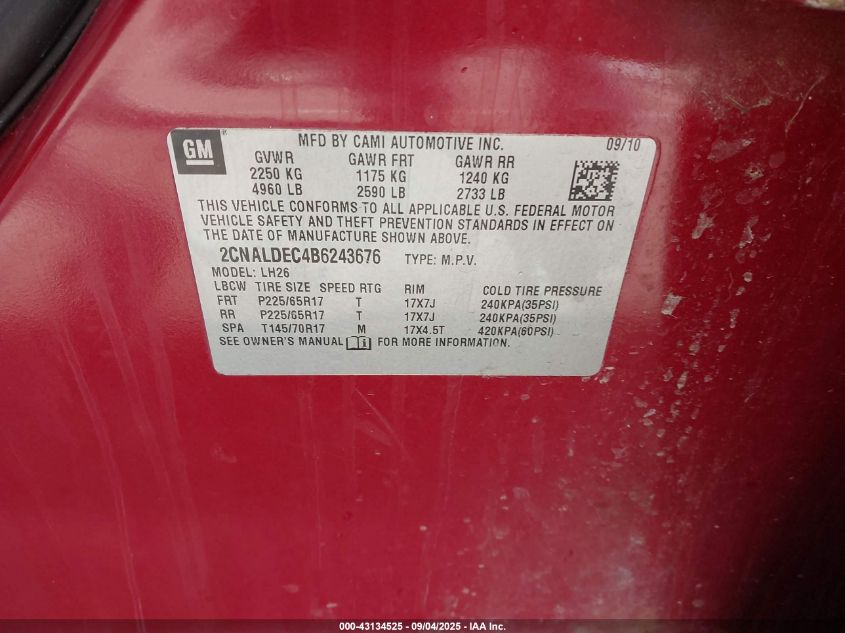 GM®
MFD BY CAMI AUTOMOTIVE INC. 09/10
GVWR GAWR FRT GAWR RR
2250 KG 1175 KG 1240 KG
4960 LB 2590 LB 2733 LB
THIS VEHICLE CONFORMS TO ALL APPLICABLE U.S. FEDERAL MOTOR
VEHICLE SAFETY AND THEFT PREVENTION STANDARDS IN EFFECT ON
THE DATE OF MANUFACTURE SHOWN ABOVE.
2CNALDEC4B6243676 TYPE: M.P.V.
MODEL: LH26
LBCW TIRE SIZE SPEED RTG RIM COLD TIRE PRESSURE
FRT P225/65R17 T 17X7J 240KPA(35PSI)
RR P225/65R17 T 17X7J 240KPA(35PSI)
SPA T145/70R17 M 17X4.5T 420KPA(60PSI)
SEE OWNER'S MANUAL FOR MORE INFORMATION.
000-43134525 - 09/04/2025 - IAA Inc.